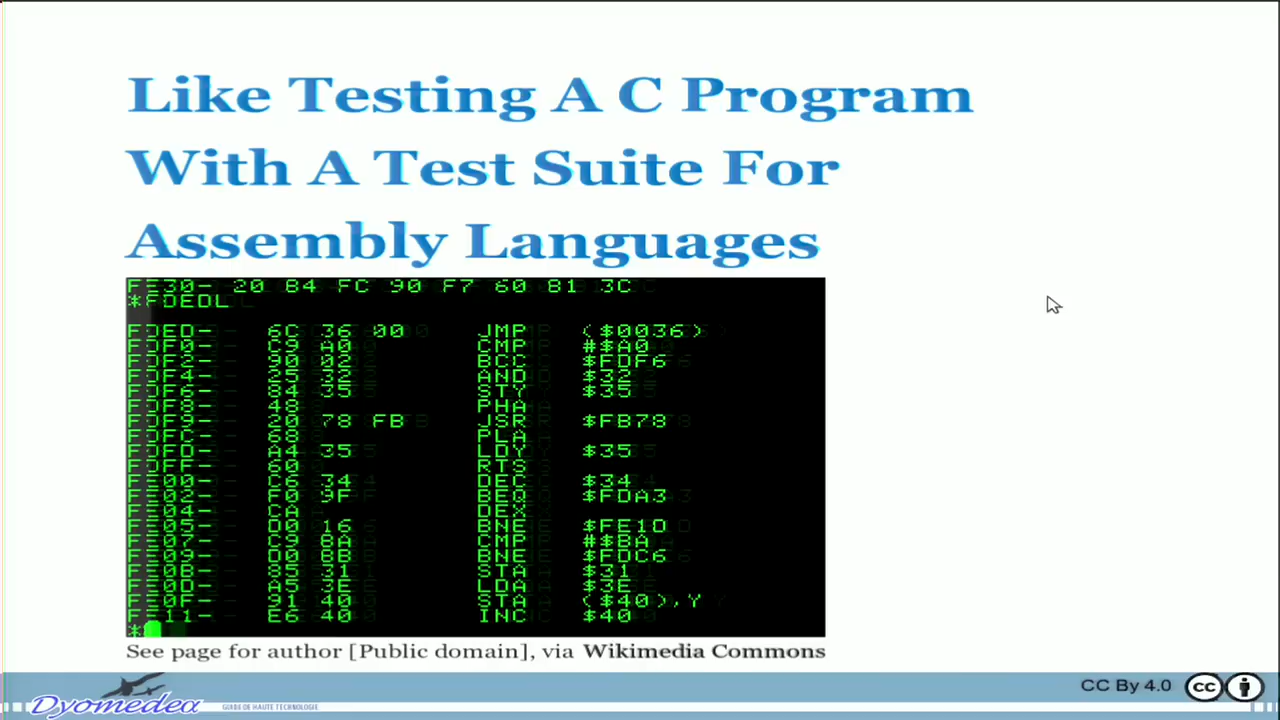 Like Testing A C Program
With A Test Suite For
Assembly Languages
FE30- 20 84 FC 90 F7 60 81 3C
*FDEDL
FDED- 6C 36 00 JMP ($0036)
FDF0- C9 A0 CMP #$A0
FDF2- 90 02 BCC $FDF6
FDF4- 25 32 AND $32
FDF6- 84 35 STY $35
FDF8- 48 PHA
FDF9- 20 78 FB JSR $FB78
FDFC- 68 PLA
FDFD- A4 35 LDY $35
FDFF- 60 RTS
FE00- C6 34 DEC $34
FE02- F0 9F BEQ $FDA3
FE04- CA DEX
FE05- D0 16 BNE $FE1D
FE07- C9 BA CMP #$BA
FE09- D0 BB BNE $FDC6
FE0B- 85 31 STA $31
FE0D- A5 3E LDA $3E
FE0F- 91 40 STA ($40),Y
FE11- E6 40 INC $40
*
See page for author [Public domain], via Wikimedia Commons
CC By 4.0
cc
Dyomedea
GUIDE DE HAUTE TECHNOLOGIE